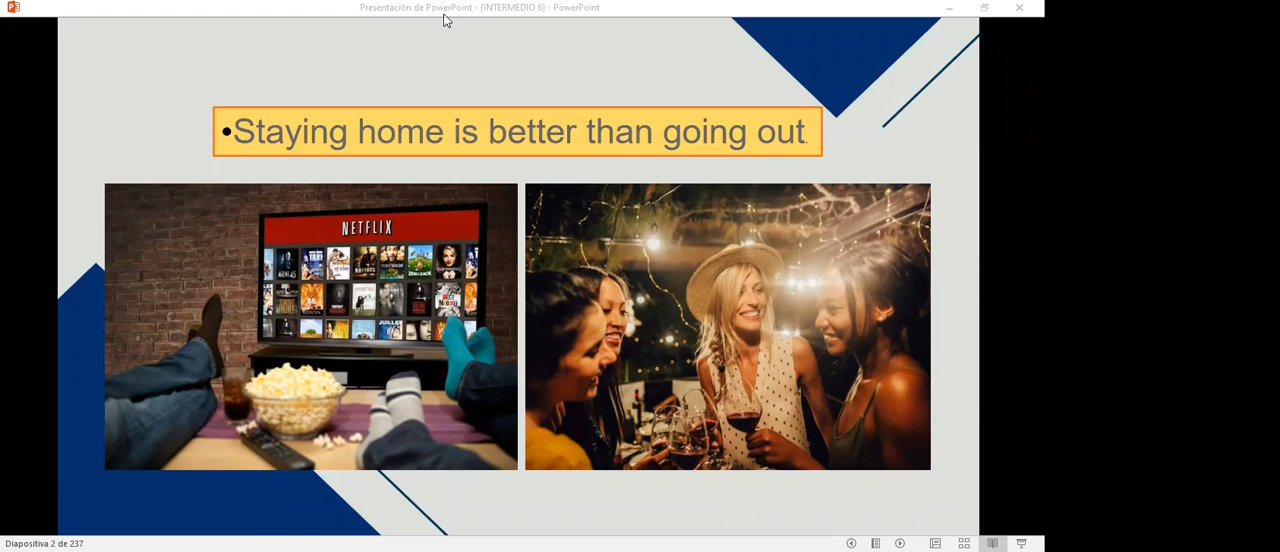 Presentación de PowerPoint - [INTERMEDIO 6] - PowerPoint
•Staying home is better than going out.
NETFLIX
Diapositiva 2 de 237